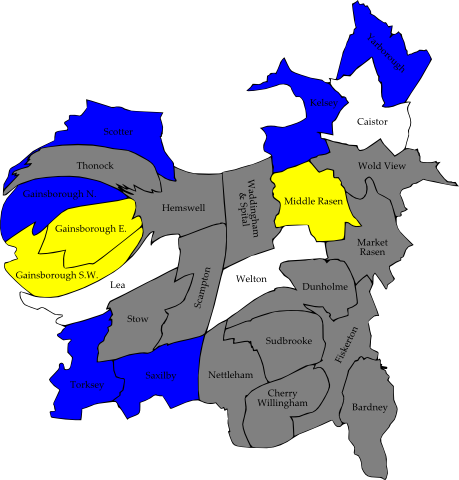 Yarborough
Kelsey
Caistor
Scotter
Thonock
Wold View
Gainsborough N.
Hemswell
Waddingham
& Spital
Middle Rasen
Gainsborough E.
Market
Rasen
Gainsborough S.W.
Lea
Scampton
Welton
Dunholme
Stow
Sudbrooke
Fiskerton
Torksey
Saxilby
Nettleham
Cherry
Willingham
Bardney